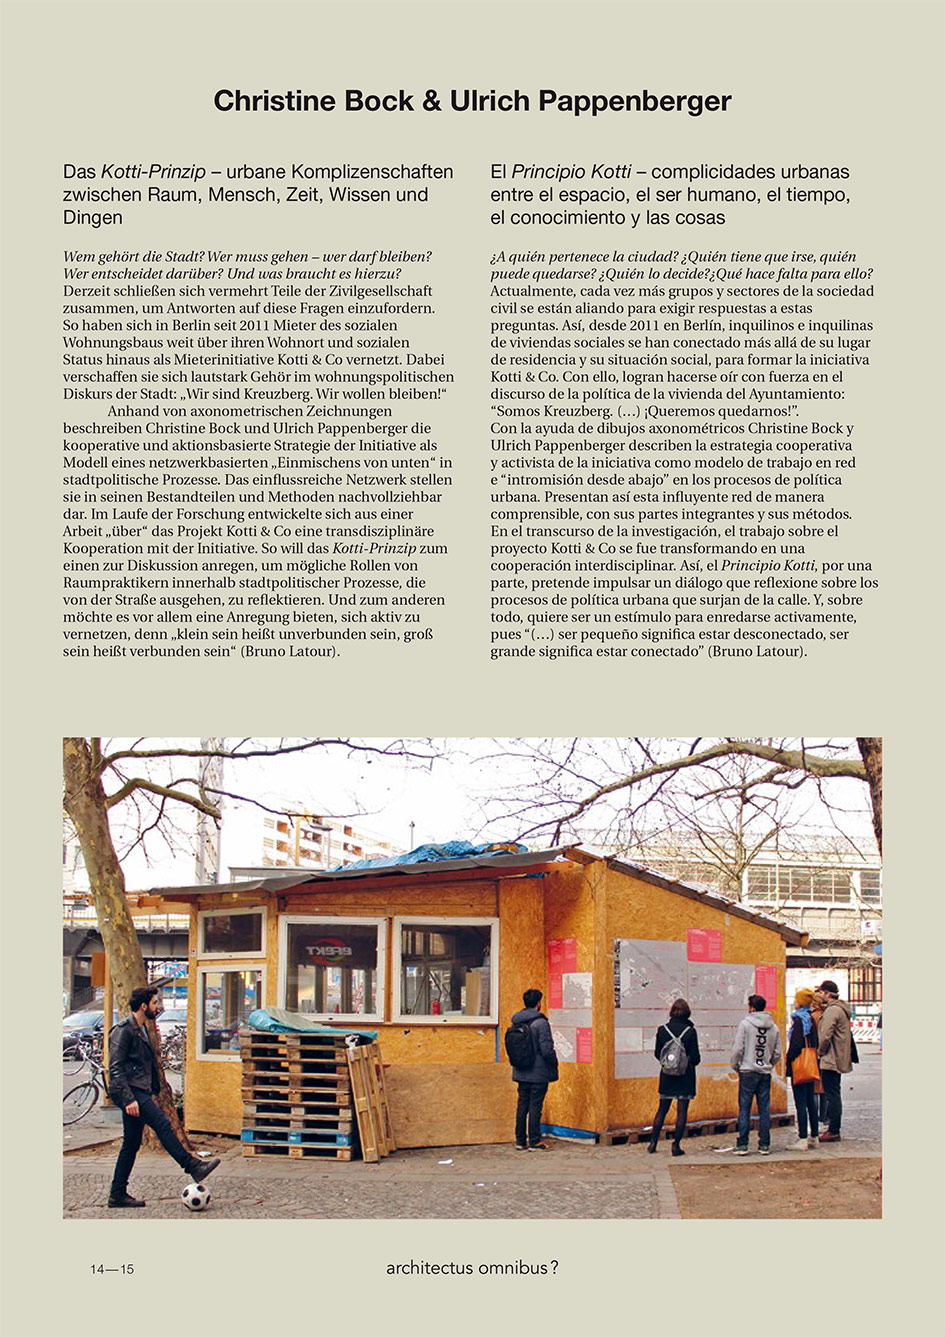 Christine Bock & Ulrich Pappenberger
Das Kotti-Prinzip – urbane Komplizenschaften
zwischen Raum, Mensch, Zeit, Wissen und
Dingen
Wem gehört die Stadt? Wer muss gehen – wer darf bleiben?
Wer entscheidet darüber? Und was braucht es hierzu?
Derzeit schließen sich vermehrt Teile der Zivilgesellschaft
zusammen, um Antworten auf diese Fragen einzufordern.
So haben sich in Berlin seit 2011 Mieter des sozialen
Wohnungsbaus weit über ihren Wohnort und sozialen
Status hinaus als Mieterinitiative Kotti & Co vernetzt. Dabei
verschaffen sie sich lautstark Gehör im wohnungspolitischen
Diskurs der Stadt: „Wir sind Kreuzberg. Wir wollen bleiben!“
Anhand von axonometrischen Zeichnungen
beschreiben Christine Bock und Ulrich Pappenberger die
kooperative und aktionsbasierte Strategie der Initiative als
Modell eines netzwerkbasierten „Einmischens von unten“ in
stadtpolitische Prozesse. Das einflussreiche Netzwerk stellen
sie in seinen Bestandteilen und Methoden nachvollziehbar
dar. Im Laufe der Forschung entwickelte sich aus einer
Arbeit „über“ das Projekt Kotti & Co eine transdisziplinäre
Kooperation mit der Initiative. So will das Kotti-Prinzip zum
einen zur Diskussion anregen, um mögliche Rollen von
Raumpraktikern innerhalb stadtpolitischer Prozesse, die
von der Straße ausgehen, zu reflektieren. Und zum anderen
möchte es vor allem eine Anregung bieten, sich aktiv zu
vernetzen, denn „klein sein heißt unverbunden sein, groß
sein heißt verbunden sein“ (Bruno Latour).
El Principio Kotti – complicidades urbanas
entre el espacio, el ser humano, el tiempo,
el conocimiento y las cosas
¿A quién pertenece la ciudad? ¿Quién tiene que irse, quién
puede quedarse? ¿Quién lo decide?¿Qué hace falta para ello?
Actualmente, cada vez más grupos y sectores de la sociedad
civil se están aliando para exigir respuestas a estas
preguntas. Así, desde 2011 en Berlín, inquilinos e inquilinas
de viviendas sociales se han conectado más allá de su lugar
de residencia y su situación social, para formar la iniciativa
Kotti & Co. Con ello, logran hacerse oír con fuerza en el
discurso de la política de la vivienda del Ayuntamiento:
“Somos Kreuzberg. (…) ¡Queremos quedarnos!”.
Con la ayuda de dibujos axonométricos Christine Bock y
Ulrich Pappenberger describen la estrategia cooperativa
y activista de la iniciativa como modelo de trabajo en red
e “intromisión desde abajo” en los procesos de política
urbana. Presentan así esta influyente red de manera
comprensible, con sus partes integrantes y sus métodos.
En el transcurso de la investigación, el trabajo sobre el
proyecto Kotti & Co se fue transformando en una
cooperación interdisciplinar. Así, el Principio Kotti, por una
parte, pretende impulsar un diálogo que reflexione sobre los
procesos de política urbana que surjan de la calle. Y, sobre
todo, quiere ser un estímulo para enredarse activamente,
pues “(…) ser pequeño significa estar desconectado, ser
grande significa estar conectado” (Bruno Latour).
adidas
14—15
architectus omnibus?